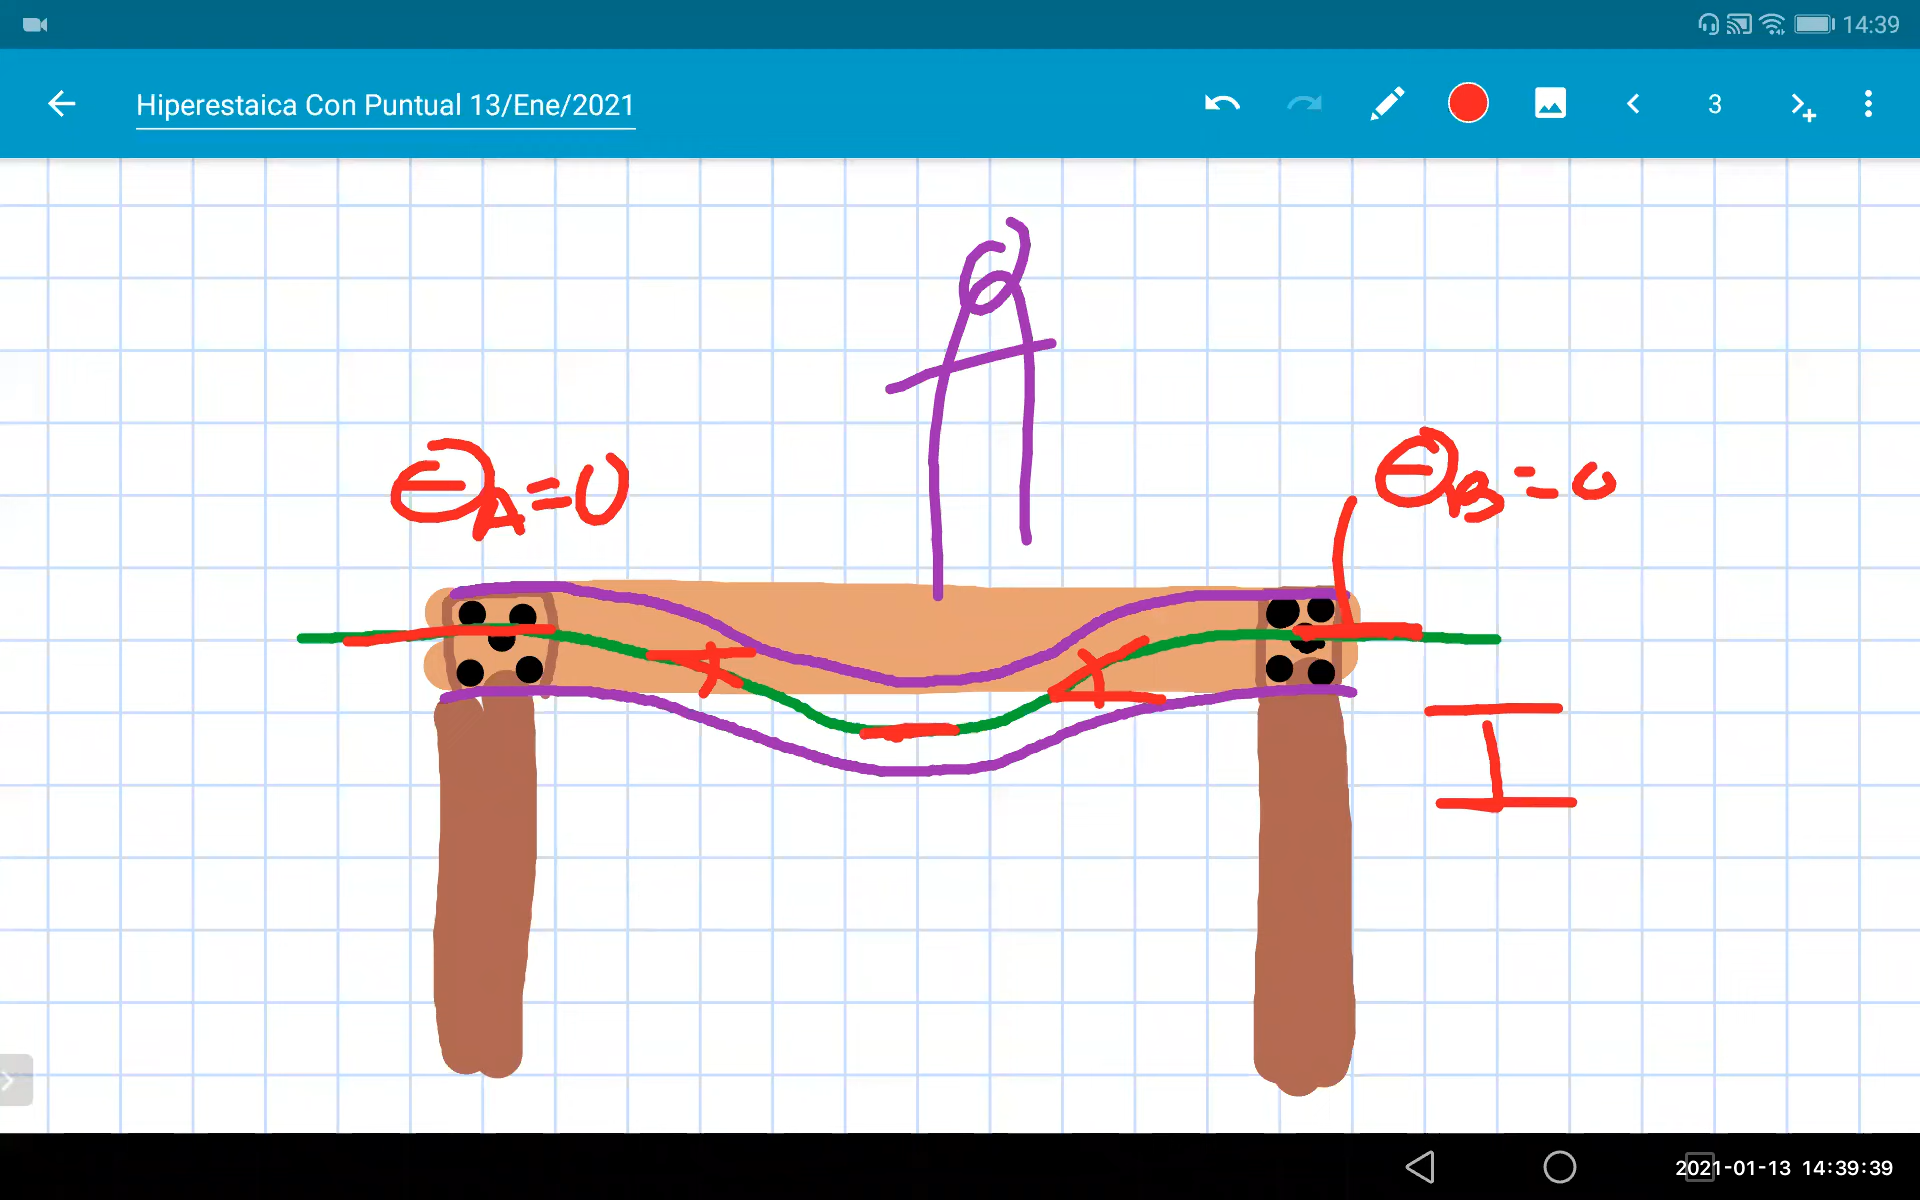 14:39
Hiperestaica Con Puntual 13/Ene/2021
3
ΘA=0
ΘB=0
I
2021-01-13 14:39:39